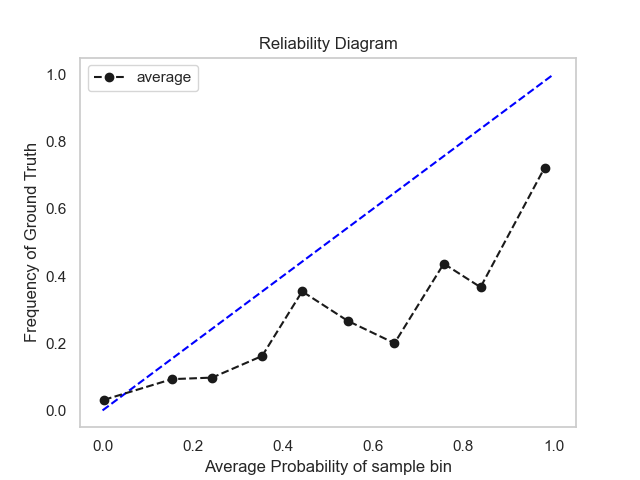 Reliability Diagram
average
Frequency of Ground Truth
1.0
0.8
0.6
0.4
0.2
0.0
0.0 0.2 0.4 0.6 0.8 1.0
Average Probability of sample bin